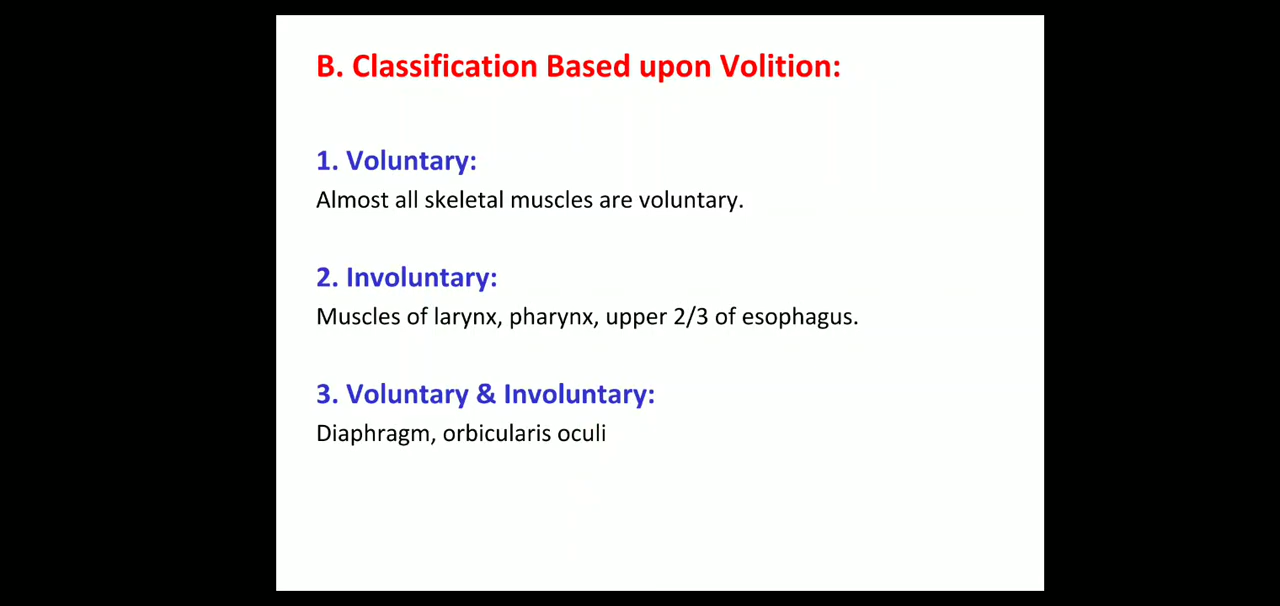 B. Classification Based upon Volition:
1. Voluntary:
Almost all skeletal muscles are voluntary.
2. Involuntary:
Muscles of larynx, pharynx, upper 2/3 of esophagus.
3. Voluntary & Involuntary:
Diaphragm, orbicularis oculi